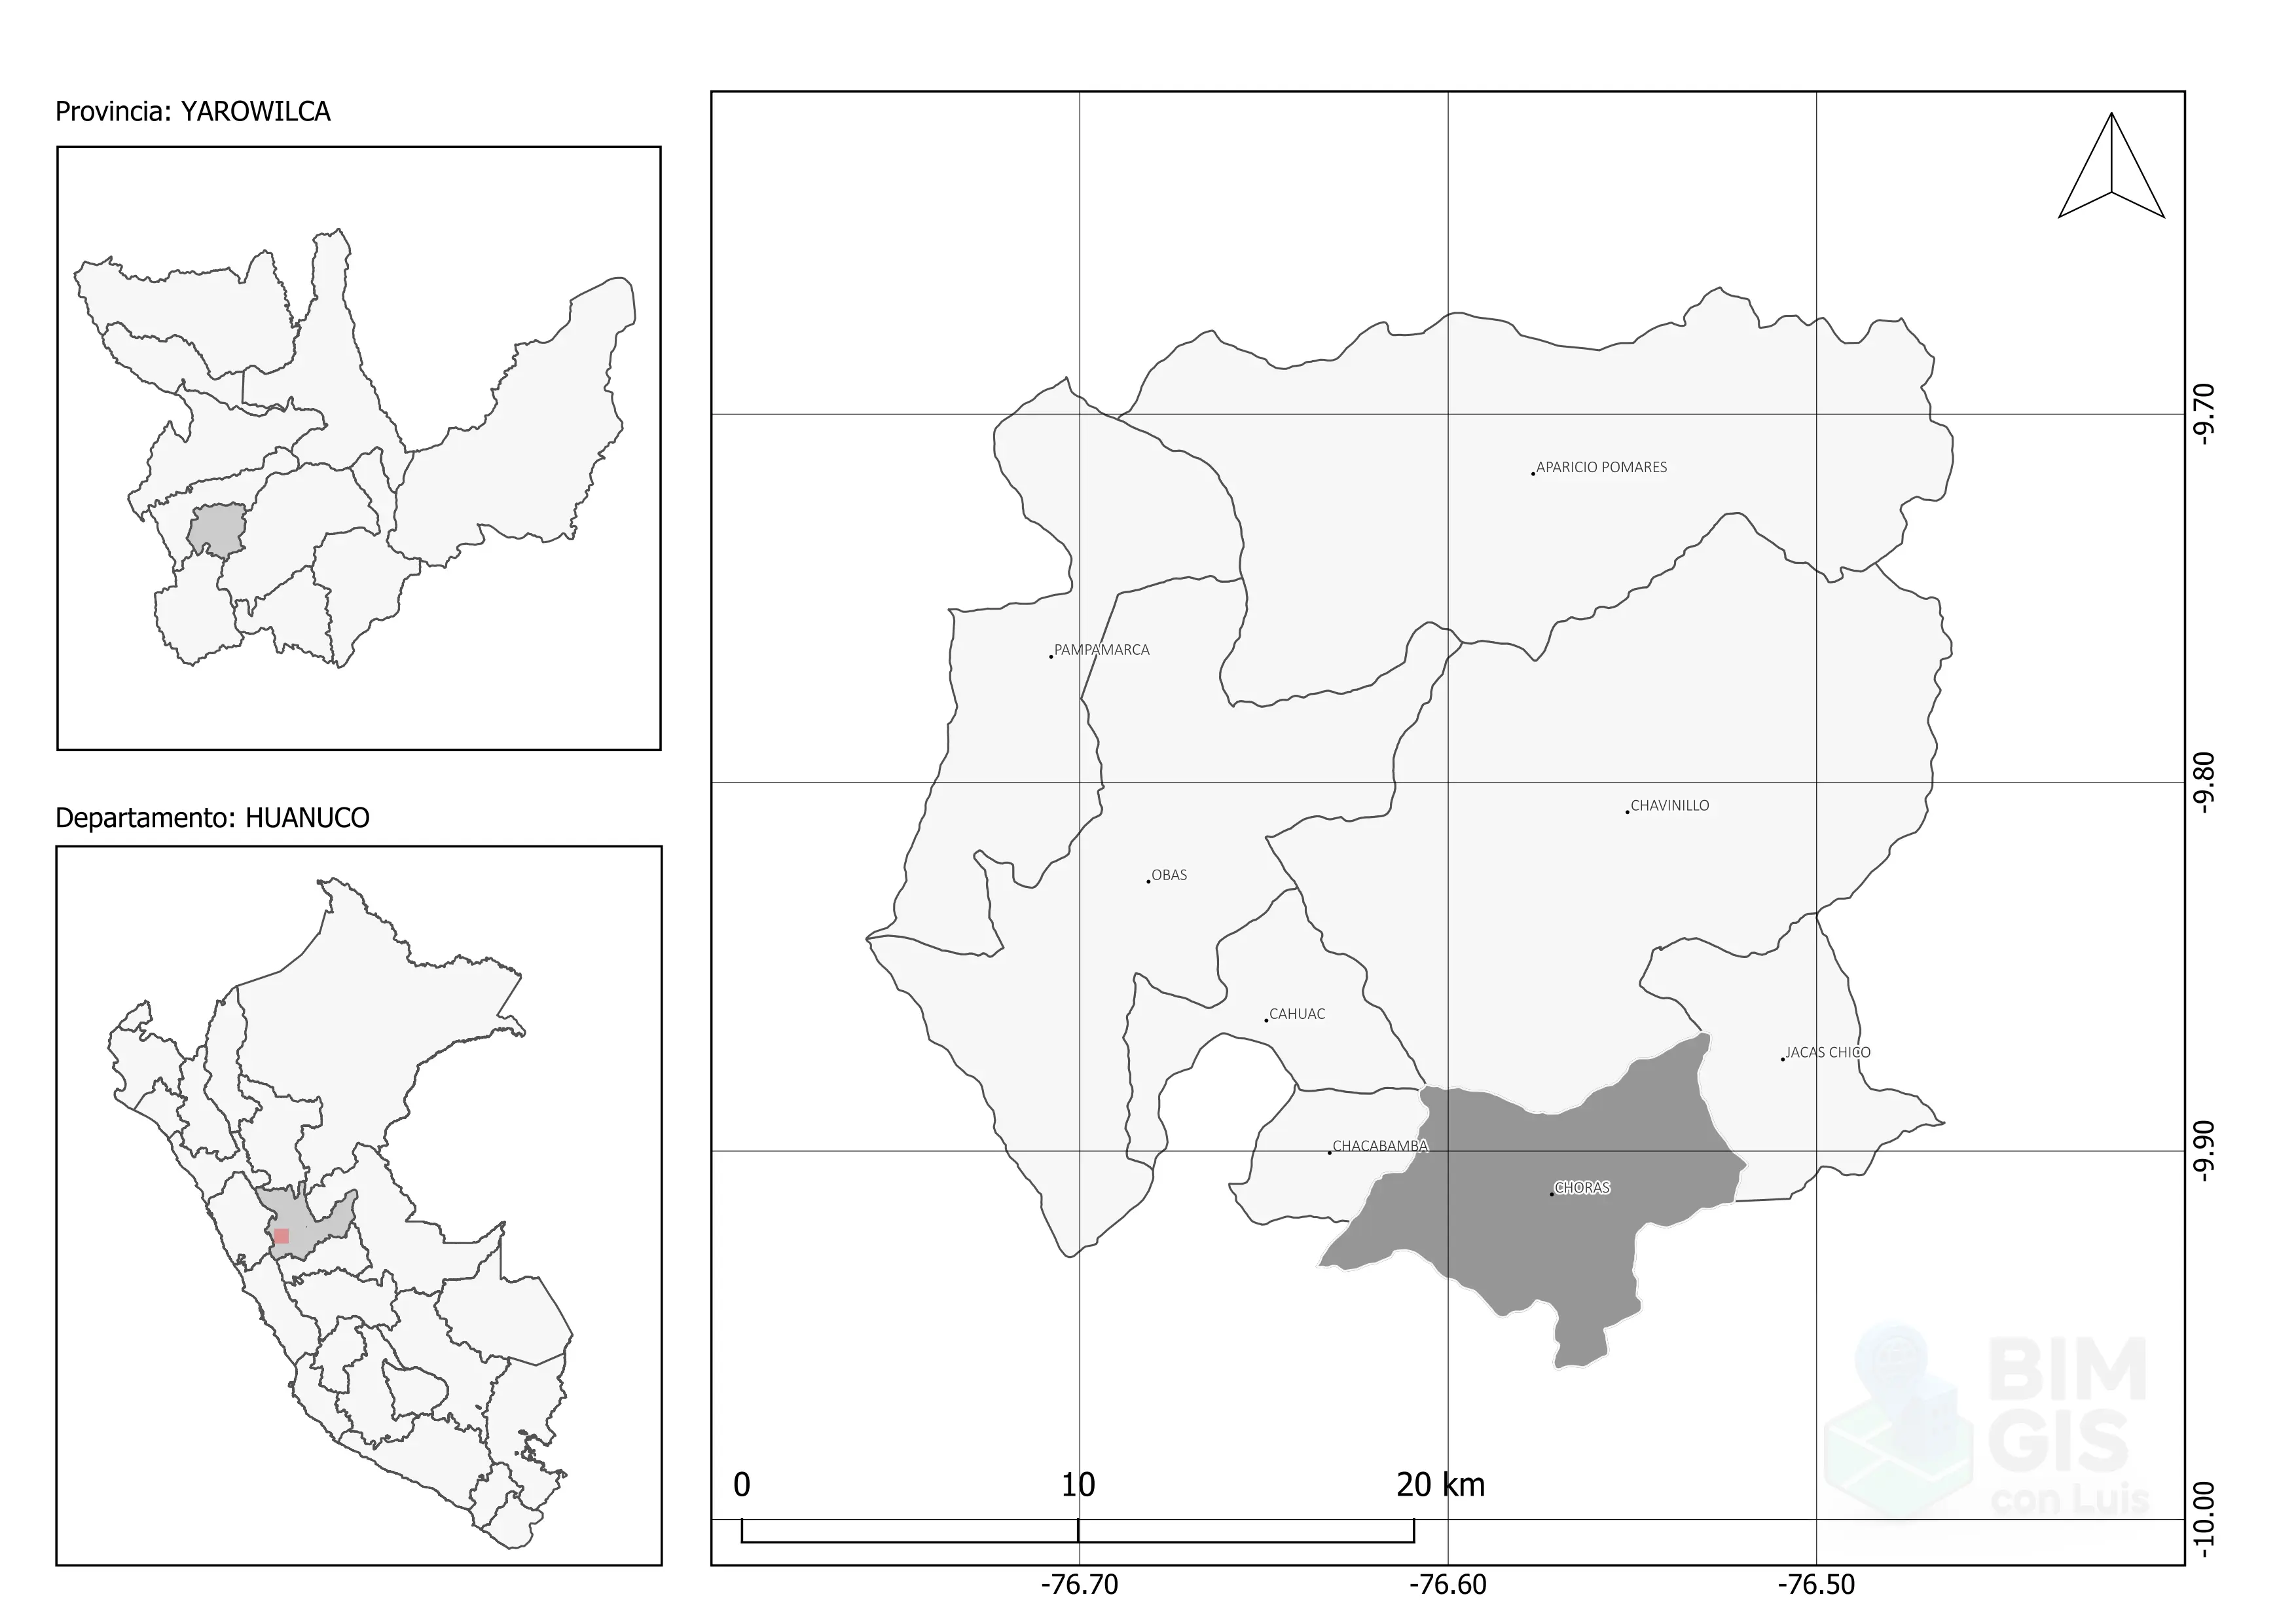 Provincia: YAROWILCA
Departamento: HUANUCO
APARICIO POMARES
PAMPAMARCA
CHAVINILLO
OBAS
CAHUAC
JACAS CHICO
CHACABAMBA
CHORAS
-9.70
-9.80
-9.90
-10.00
0 10 20 km
-76.70 -76.60 -76.50
BIM
GIS
con Luis